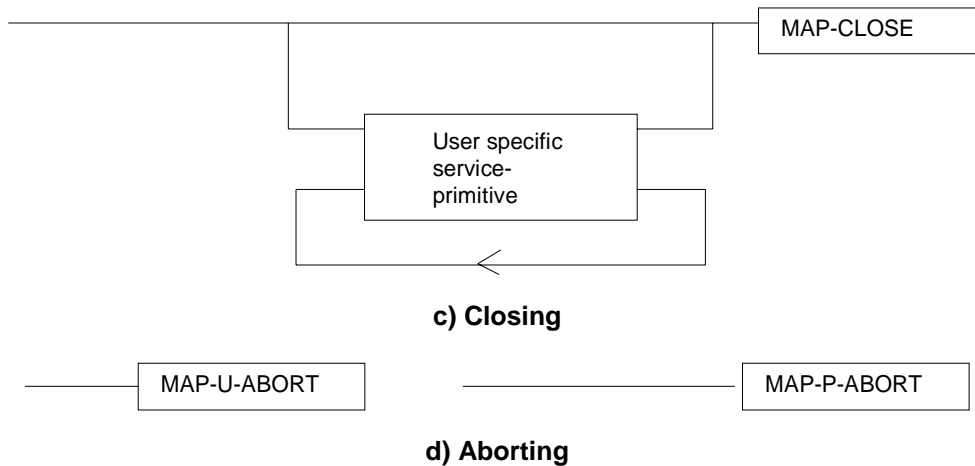 MAP-CLOSE
User specific
service-
primitive
c) Closing
MAP-U-ABORT
MAP-P-ABORT
d) Aborting